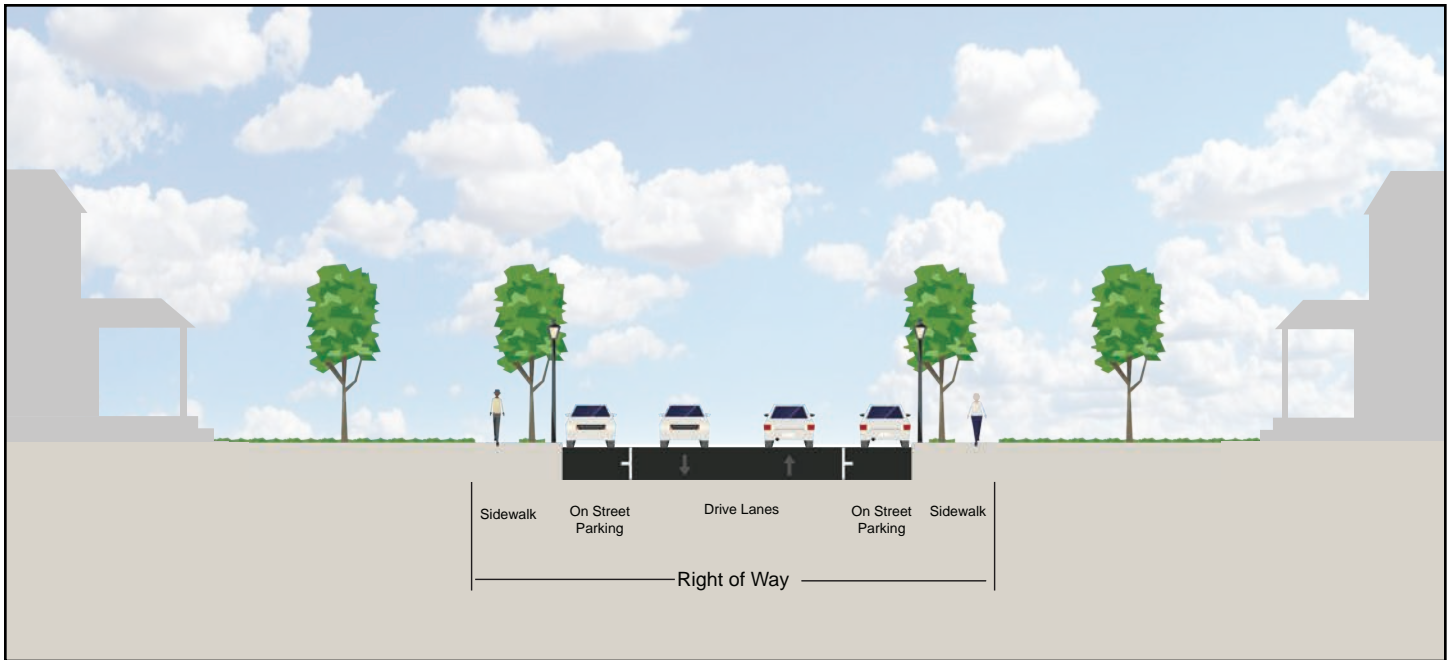 Sidewalk
On Street
Parking
Drive Lanes
On Street
Parking
Sidewalk
Right of Way